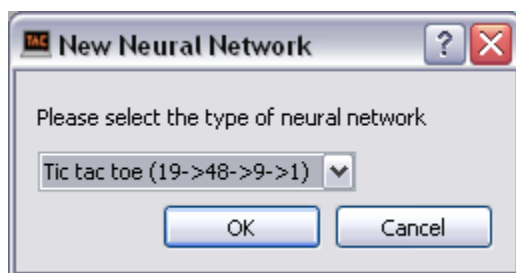 TAC New Neural Network ?
Please select the type of neural network
Tic tac toe (19->48->9->1)
OK Cancel